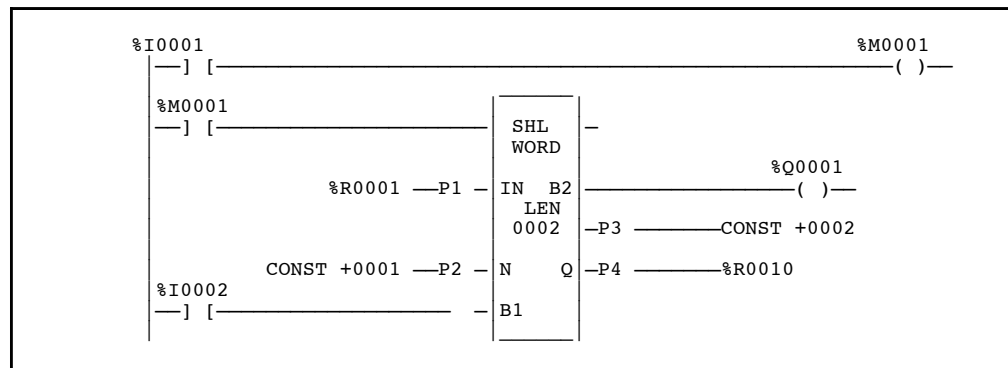 %I0001 %M0001
] [ ( )
%M0001
] [ SHL
WORD
%Q0001
%R0001 P1 IN B2 ( )
LEN
0002 P3 CONST +0002
CONST +0001 P2 N Q P4 %R0010
%I0002
] [ B1